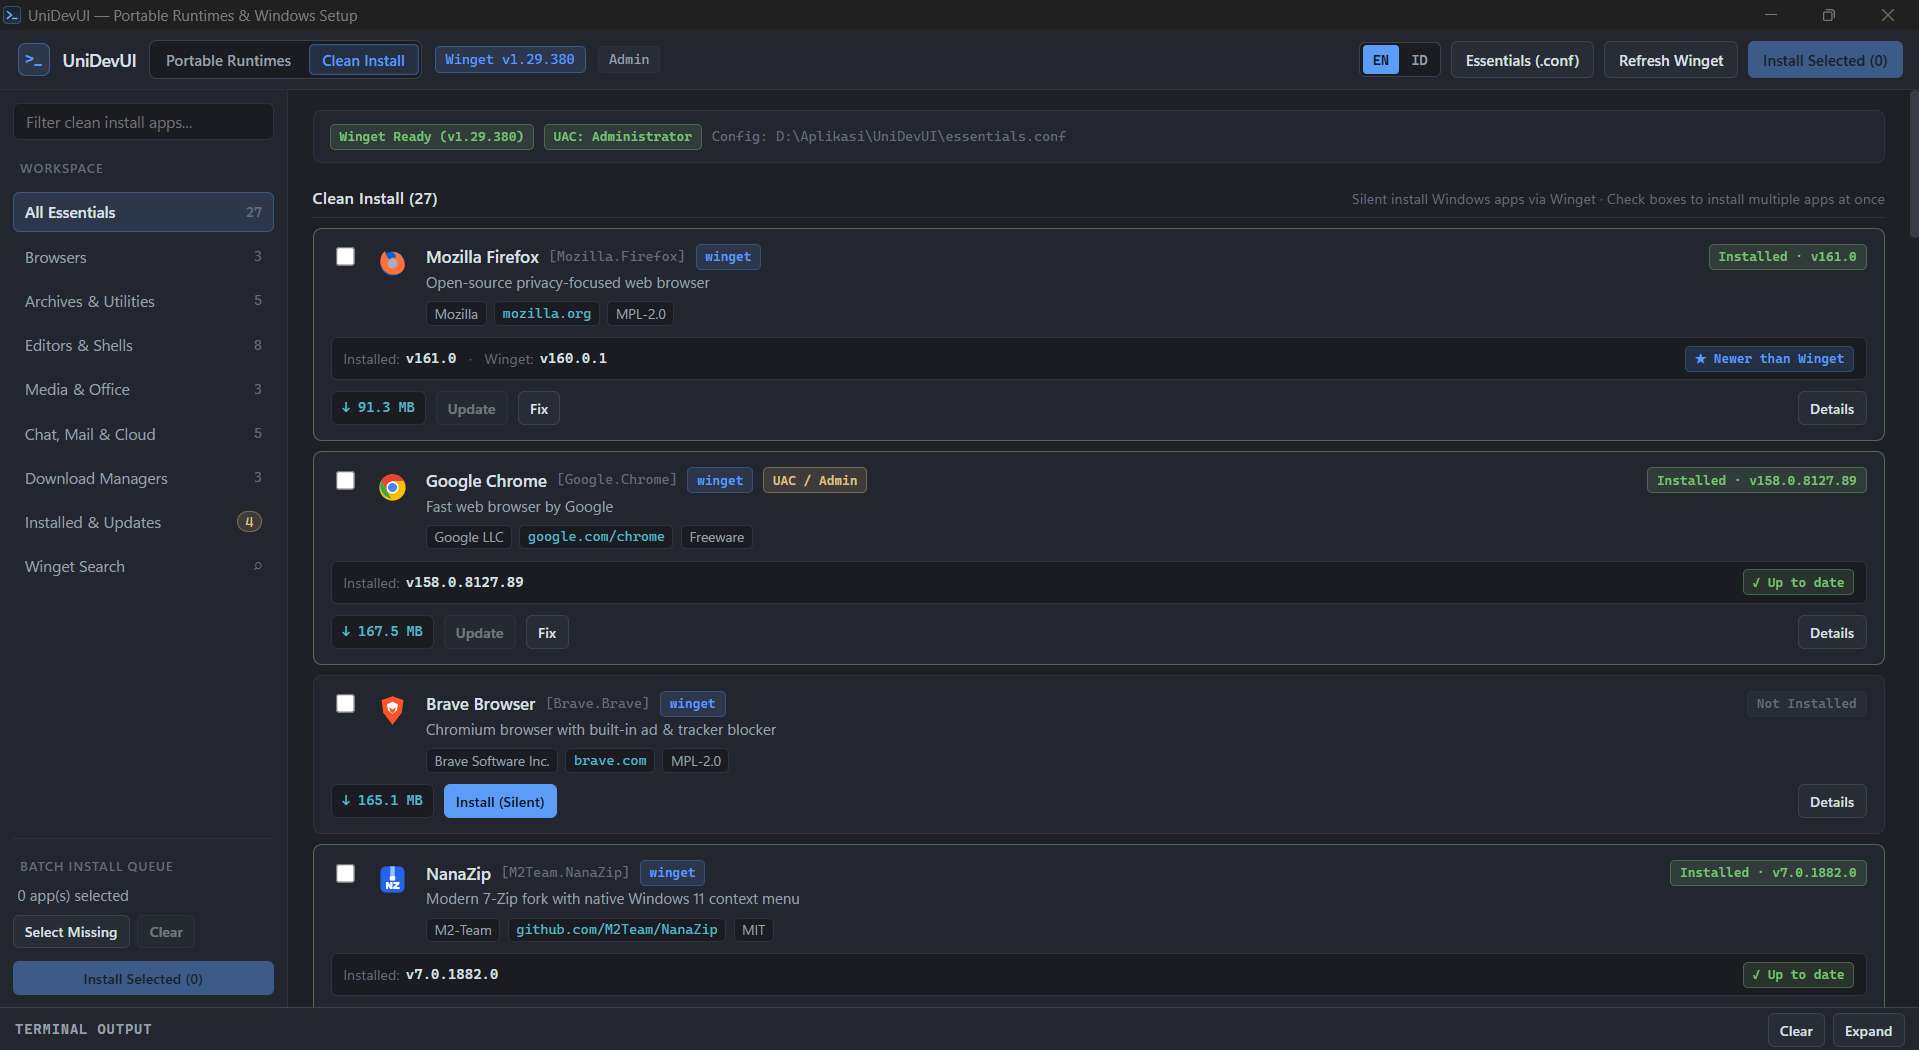 UniDevUI — Portable Runtimes & Windows Setup
>_ UniDevUI Portable Runtimes Clean Install Winget v1.29.380 Admin EN ID Essentials (.conf) Refresh Winget Install Selected (0)
Filter clean install apps...
WORKSPACE
All Essentials 27
Browsers 3
Archives & Utilities 5
Editors & Shells 8
Media & Office 3
Chat, Mail & Cloud 5
Download Managers 3
Installed & Updates 4
Winget Search
BATCH INSTALL QUEUE
0 app(s) selected
Select Missing Clear
Install Selected (0)
Winget Ready (v1.29.380) UAC: Administrator Config: D:\Aplikasi\UniDevUI\essentials.conf
Clean Install (27) Silent install Windows apps via Winget · Check boxes to install multiple apps at once
Mozilla Firefox [Mozilla.Firefox] winget Installed · v161.0
Open-source privacy-focused web browser
Mozilla mozilla.org MPL-2.0
Installed: v161.0 · Winget: v160.0.1 ★ Newer than Winget
↓ 91.3 MB Update Fix Details
Google Chrome [Google.Chrome] winget UAC / Admin Installed · v158.0.8127.89
Fast web browser by Google
Google LLC google.com/chrome Freeware
Installed: v158.0.8127.89 ✓ Up to date
↓ 167.5 MB Update Fix Details
Brave Browser [Brave.Brave] winget Not Installed
Chromium browser with built-in ad & tracker blocker
Brave Software Inc. brave.com MPL-2.0
↓ 165.1 MB Install (Silent) Details
NZ NanaZip [M2Team.NanaZip] winget Installed · v7.0.1882.0
Modern 7-Zip fork with native Windows 11 context menu
M2-Team github.com/M2Team/NanaZip MIT
Installed: v7.0.1882.0 ✓ Up to date
TERMINAL OUTPUT Clear Expand